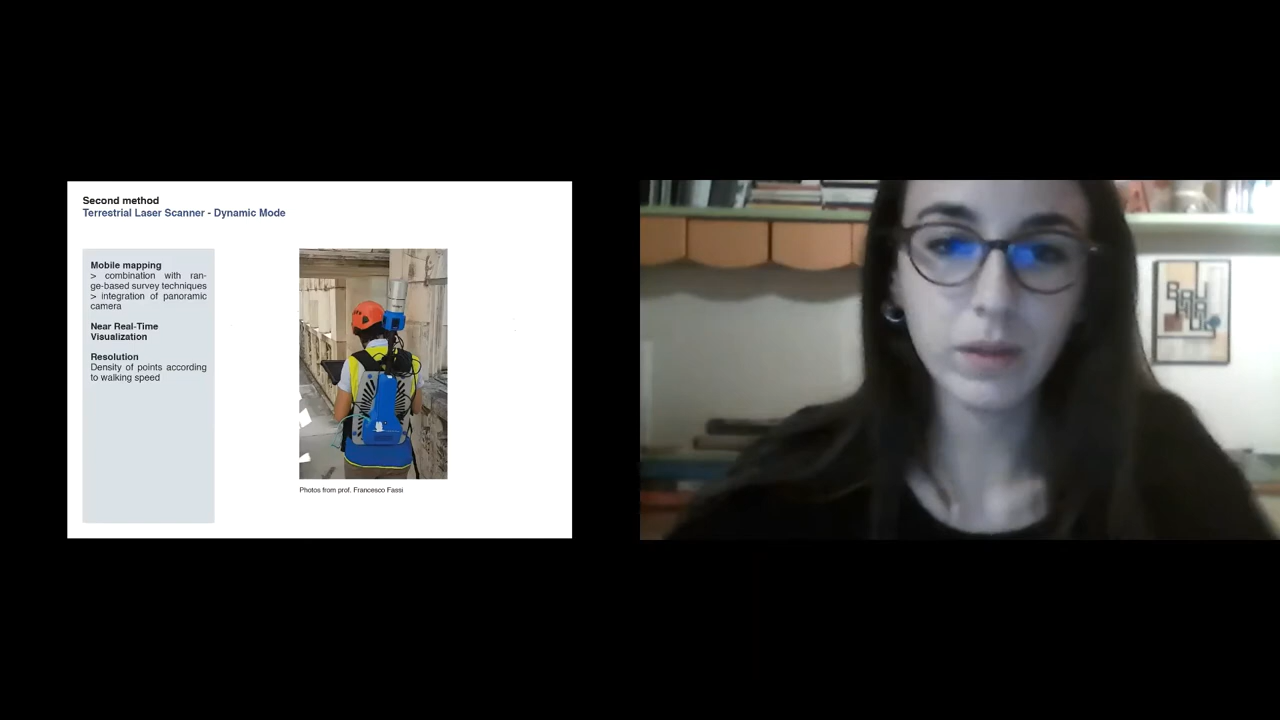 Second method
Terrestrial Laser Scanner - Dynamic Mode
Mobile mapping
> combination with ran-
ge-based survey techniques
> integration of panoramic
camera
Near Real-Time
Visualization
Resolution
Density of points according
to walking speed
Photos from prof. Francesco Fassi